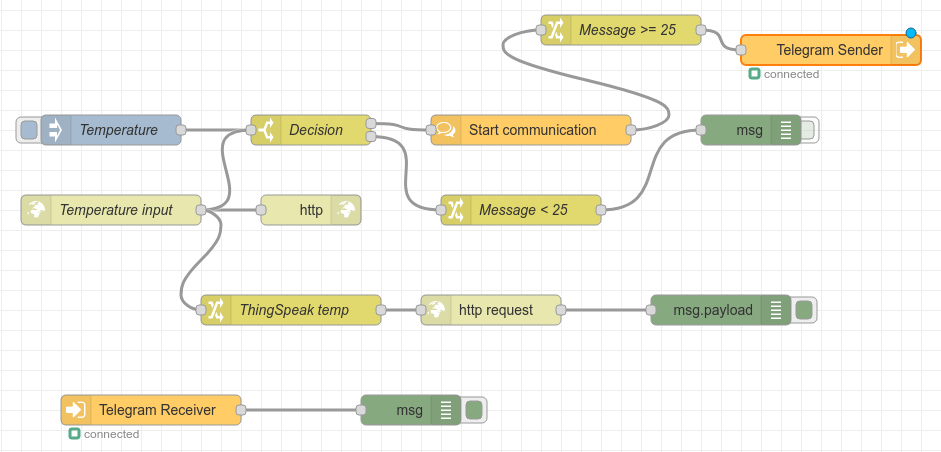 Message >= 25
Telegram Sender
connected
Temperature
Decision
Start communication
msg
Temperature input
http
Message < 25
ThingSpeak temp
http request
msg.payload
Telegram Receiver
msg
connected